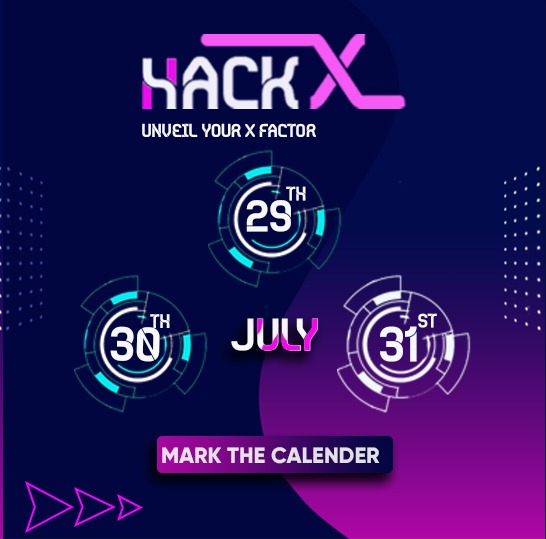 HACK X
UNVEIL YOUR X FACTOR
29TH
30TH
JULY
31ST
MARK THE CALENDER